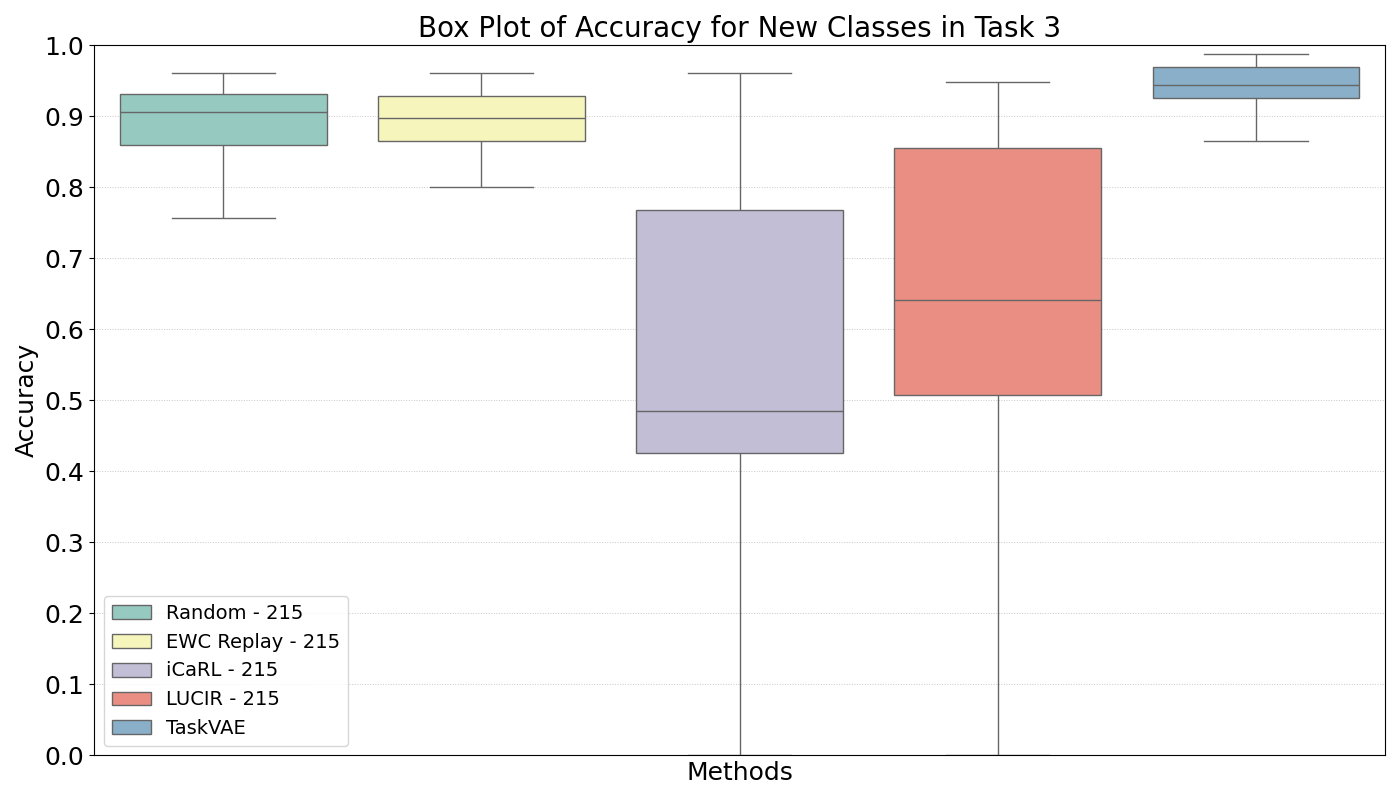 Box Plot of Accuracy for New Classes in Task 3
1.0
0.9
0.8
0.7
0.6
0.5
0.4
0.3
0.2
0.1
0.0
Accuracy
Random - 215
EWC Replay - 215
iCaRL - 215
LUCIR - 215
TaskVAE
Methods